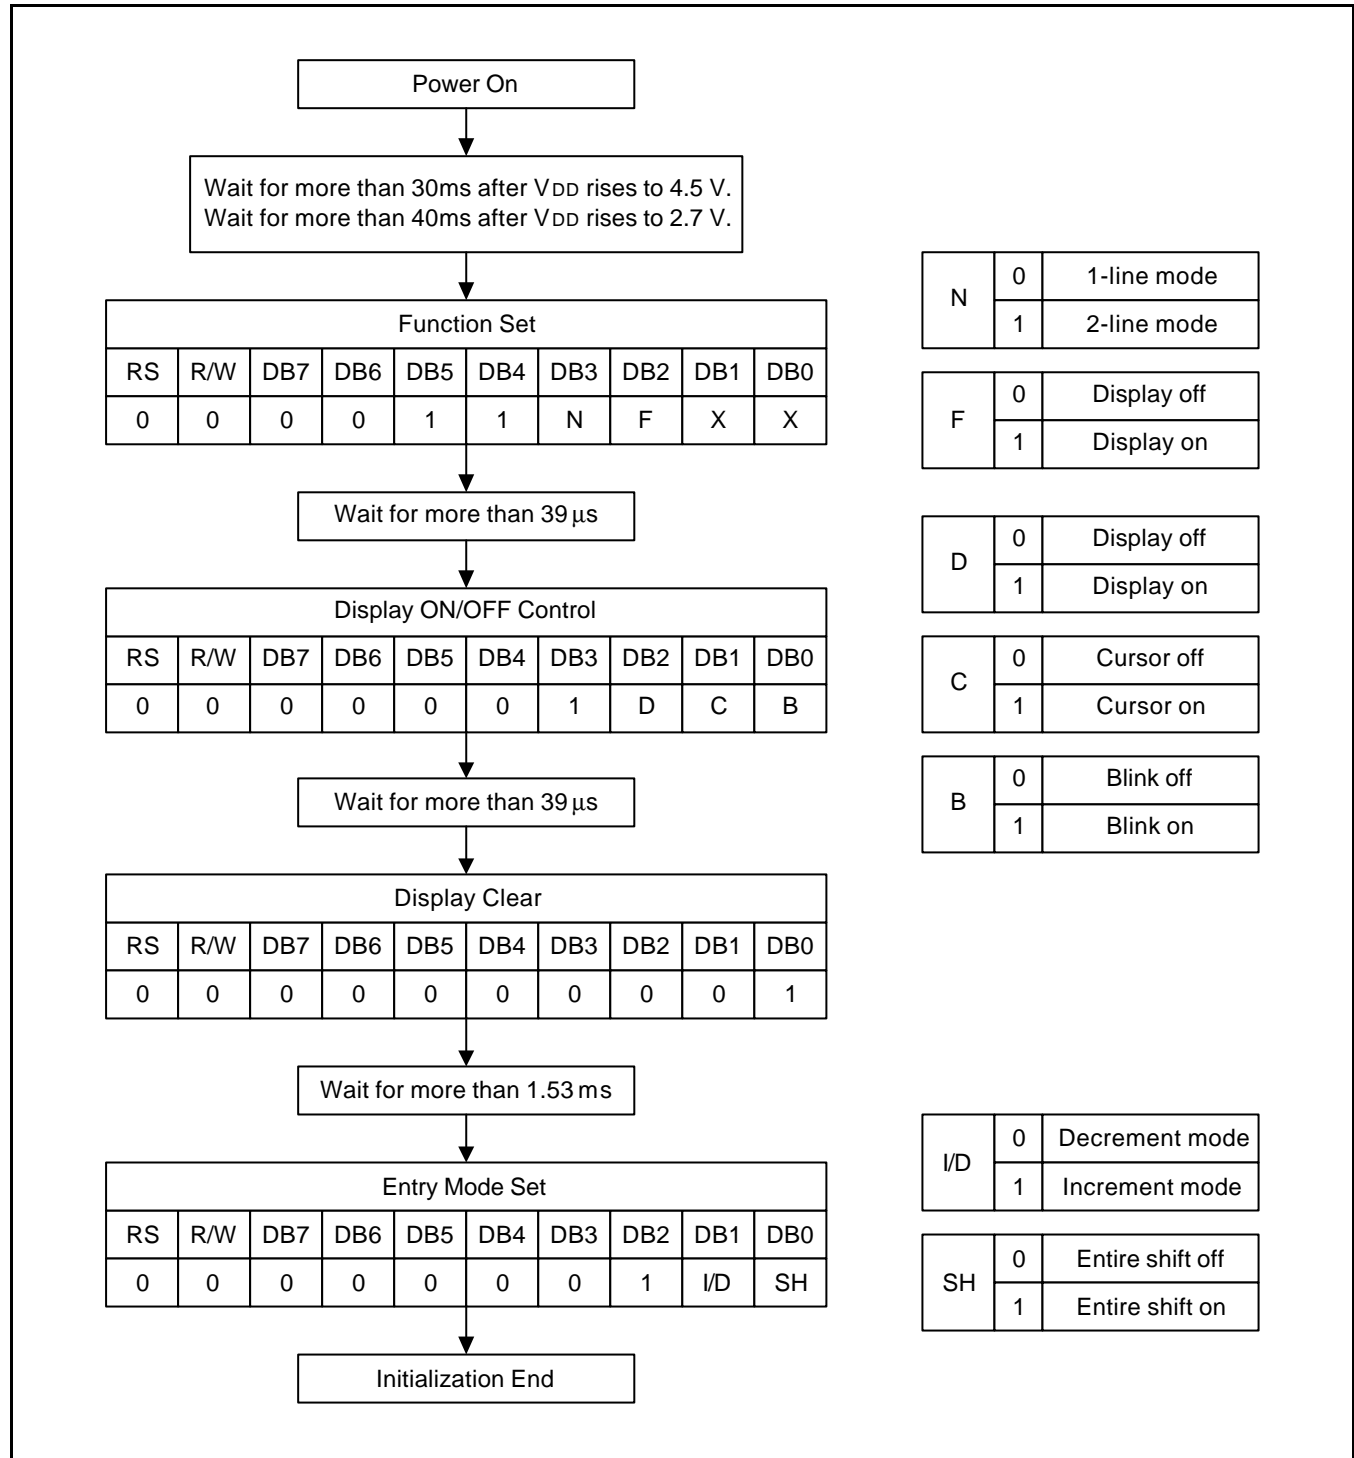 Power On
Wait for more than 30ms after VDD rises to 4.5 V.
Wait for more than 40ms after VDD rises to 2.7 V.
Function Set
RS R/W DB7 DB6 DB5 DB4 DB3 DB2 DB1 DB0
0 0 0 0 1 1 N F X X
N 0 1-line mode
1 2-line mode
F 0 Display off
1 Display on
Wait for more than 39 µs
Display ON/OFF Control
RS R/W DB7 DB6 DB5 DB4 DB3 DB2 DB1 DB0
0 0 0 0 0 0 1 D C B
D 0 Display off
1 Display on
C 0 Cursor off
1 Cursor on
B 0 Blink off
1 Blink on
Wait for more than 39 µs
Display Clear
RS R/W DB7 DB6 DB5 DB4 DB3 DB2 DB1 DB0
0 0 0 0 0 0 0 0 0 1
Wait for more than 1.53 ms
Entry Mode Set
RS R/W DB7 DB6 DB5 DB4 DB3 DB2 DB1 DB0
0 0 0 0 0 0 0 1 I/D SH
I/D 0 Decrement mode
1 Increment mode
SH 0 Entire shift off
1 Entire shift on
Initialization End